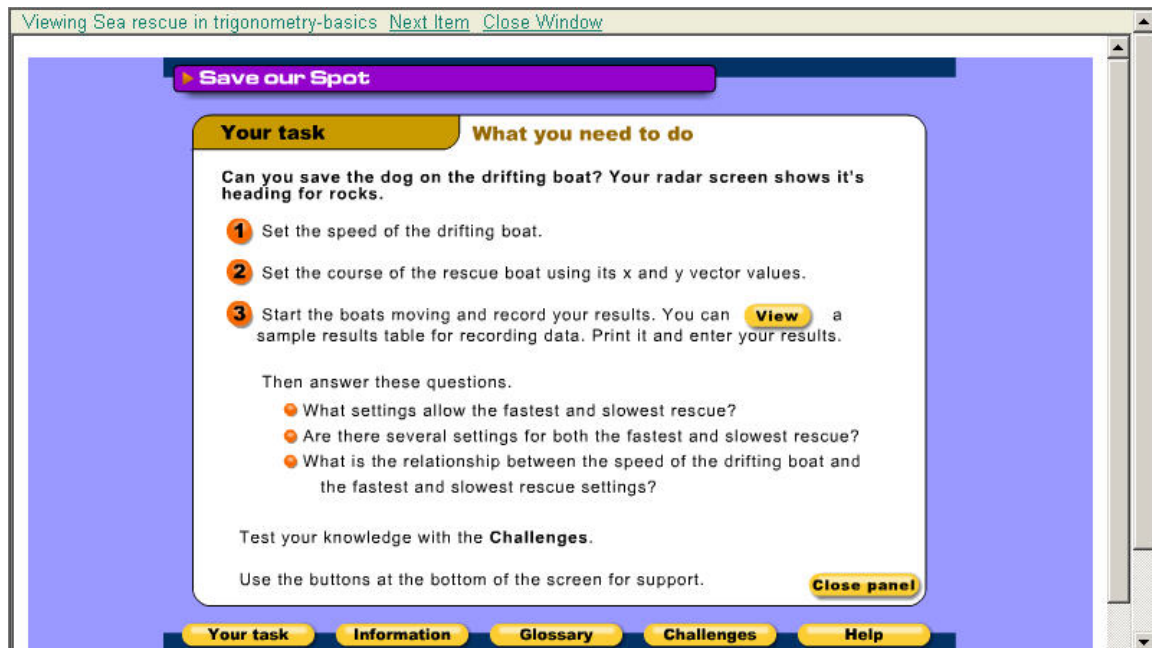 Viewing Sea rescue in trigonometry-basics Next Item Close Window
Save our Spot
Your task
What you need to do
Can you save the dog on the drifting boat? Your radar screen shows it's
heading for rocks.
1 Set the speed of the drifting boat.
2 Set the course of the rescue boat using its x and y vector values.
3 Start the boats moving and record your results. You can View a
sample results table for recording data. Print it and enter your results.
Then answer these questions.
What settings allow the fastest and slowest rescue?
Are there several settings for both the fastest and slowest rescue?
What is the relationship between the speed of the drifting boat and
the fastest and slowest rescue settings?
Test your knowledge with the Challenges.
Use the buttons at the bottom of the screen for support.
Close panel
Your task Information Glossary Challenges Help